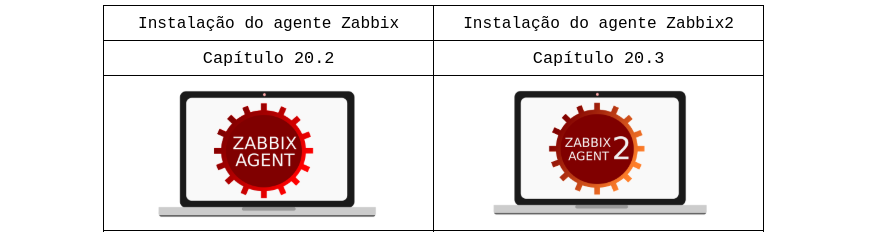 Instalação do agente Zabbix
Instalação do agente Zabbix2
Capítulo 20.2
Capítulo 20.3
ZABBIX
AGENT
ZABBIX
AGENT 2